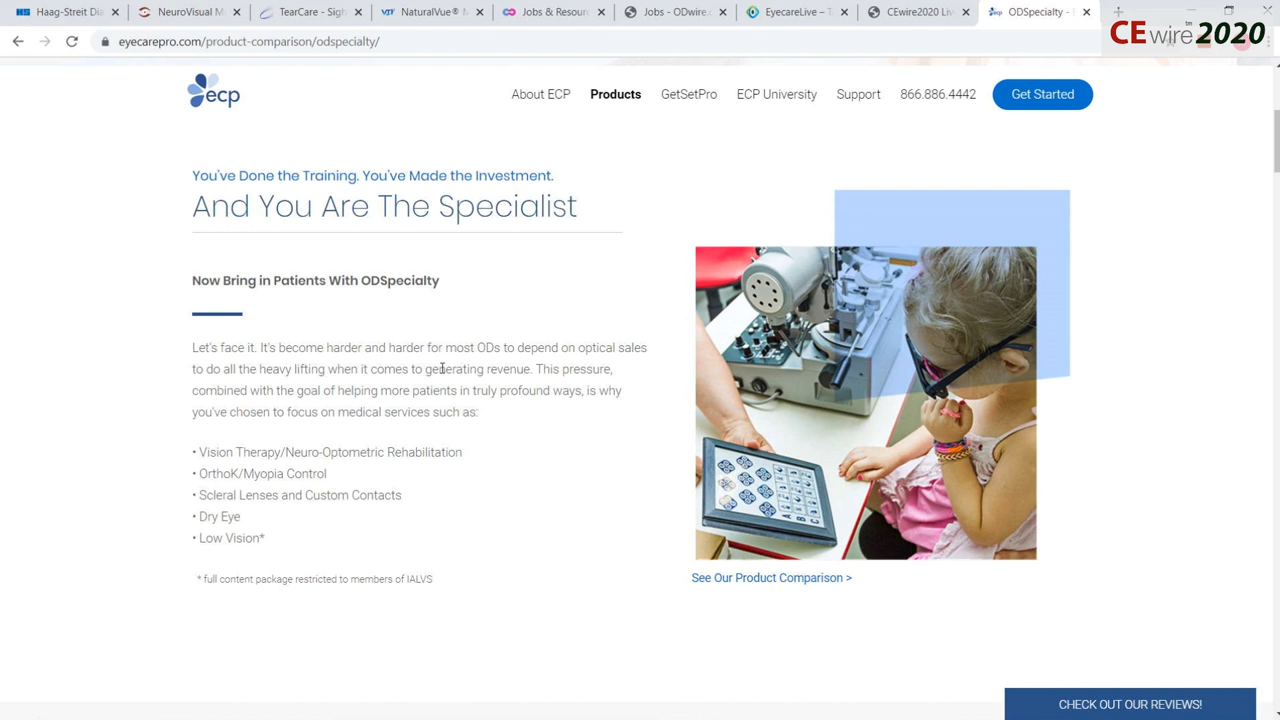 Haag-Streit Dia
NeuroVisual M
TearCare - Sigh
NaturalVue® M
Jobs & Resour
Jobs - ODwire.o
EyecareLive – T
CEwire2020 Liv
ODSpecialty -
eyecarepro.com/product-comparison/odspecialty/
CEwire™2020
ecp
About ECP
Products
GetSetPro
ECP University
Support
866.886.4442
Get Started
You've Done the Training. You've Made the Investment.
And You Are The Specialist
Now Bring in Patients With ODSpecialty
Let's face it. It's become harder and harder for most ODs to depend on optical sales
to do all the heavy lifting when it comes to generating revenue. This pressure,
combined with the goal of helping more patients in truly profound ways, is why
you've chosen to focus on medical services such as:
• Vision Therapy/Neuro-Optometric Rehabilitation
• OrthoK/Myopia Control
• Scleral Lenses and Custom Contacts
• Dry Eye
• Low Vision*
* full content package restricted to members of IALVS
See Our Product Comparison >
CHECK OUT OUR REVIEWS!